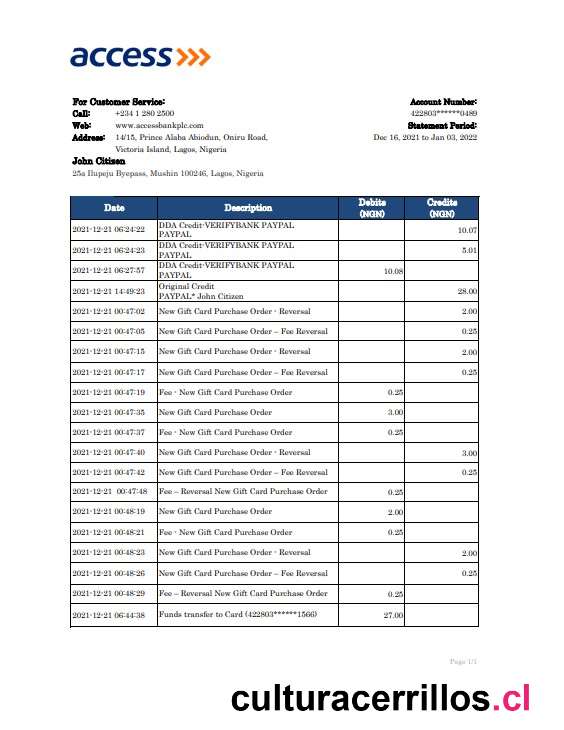 access
For Customer Service:
Call: +234 1 280 2500
Web: www.accessbankplc.com
Address: 14/15, Prince Alaba Abiodun, Oniru Road,
Victoria Island, Lagos, Nigeria
Account Number:
422803******0489
Statement Period:
Dec 16, 2021 to Jan 03, 2022
John Citizen
25a Ilupeju Byepass, Mushin 100246, Lagos, Nigeria
Date Description Debits (NGN) Credits (NGN)
2021-12-21 06:24:22 DDA Credit-VERIFYBANK PAYPAL PAYPAL 10.07
2021-12-21 06:24:23 DDA Credit-VERIFYBANK PAYPAL PAYPAL 5.01
2021-12-21 06:27:57 DDA Credit-VERIFYBANK PAYPAL PAYPAL 10.08
2021-12-21 14:49:23 Original Credit PAYPAL* John Citizen 28.00
2021-12-21 00:47:02 New Gift Card Purchase Order - Reversal 2.00
2021-12-21 00:47:05 New Gift Card Purchase Order – Fee Reversal 0.25
2021-12-21 00:47:15 New Gift Card Purchase Order - Reversal 2.00
2021-12-21 00:47:17 New Gift Card Purchase Order – Fee Reversal 0.25
2021-12-21 00:47:19 Fee - New Gift Card Purchase Order 0.25
2021-12-21 00:47:35 New Gift Card Purchase Order 3.00
2021-12-21 00:47:37 Fee - New Gift Card Purchase Order 0.25
2021-12-21 00:47:40 New Gift Card Purchase Order - Reversal 3.00
2021-12-21 00:47:42 New Gift Card Purchase Order – Fee Reversal 0.25
2021-12-21 00:47:48 Fee – Reversal New Gift Card Purchase Order 0.25
2021-12-21 00:48:19 New Gift Card Purchase Order 2.00
2021-12-21 00:48:21 Fee - New Gift Card Purchase Order 0.25
2021-12-21 00:48:23 New Gift Card Purchase Order - Reversal 2.00
2021-12-21 00:48:26 New Gift Card Purchase Order – Fee Reversal 0.25
2021-12-21 00:48:29 Fee – Reversal New Gift Card Purchase Order 0.25
2021-12-21 06:44:38 Funds transfer to Card (422803******1566) 27.00
Page 1/1
culturacerrillos.cl